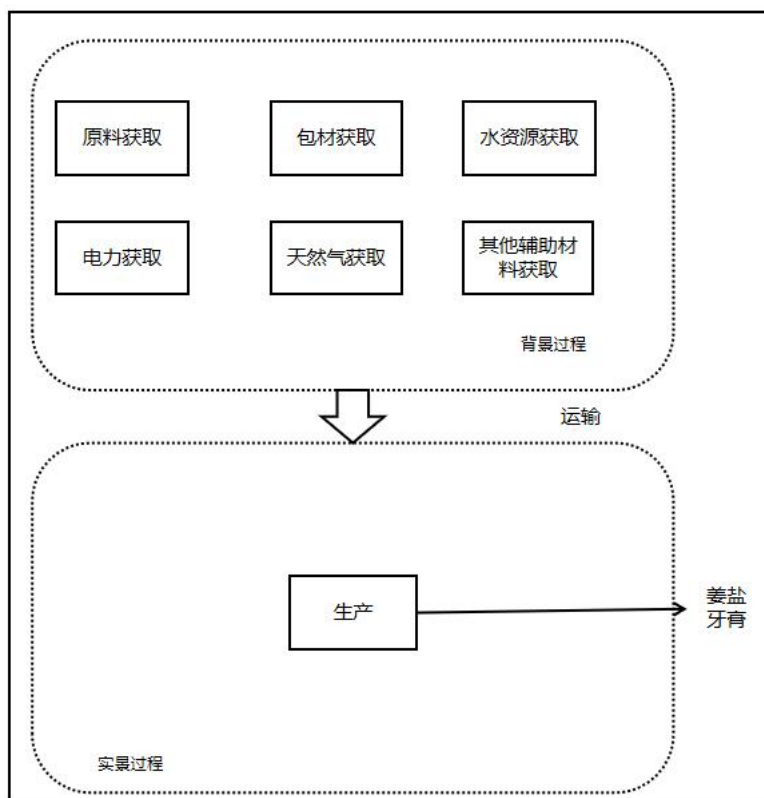 原料获取
包材获取
水资源获取
电力获取
天然气获取
其他辅助材
料获取
背景过程
运输
生产
姜盐
牙膏
实景过程